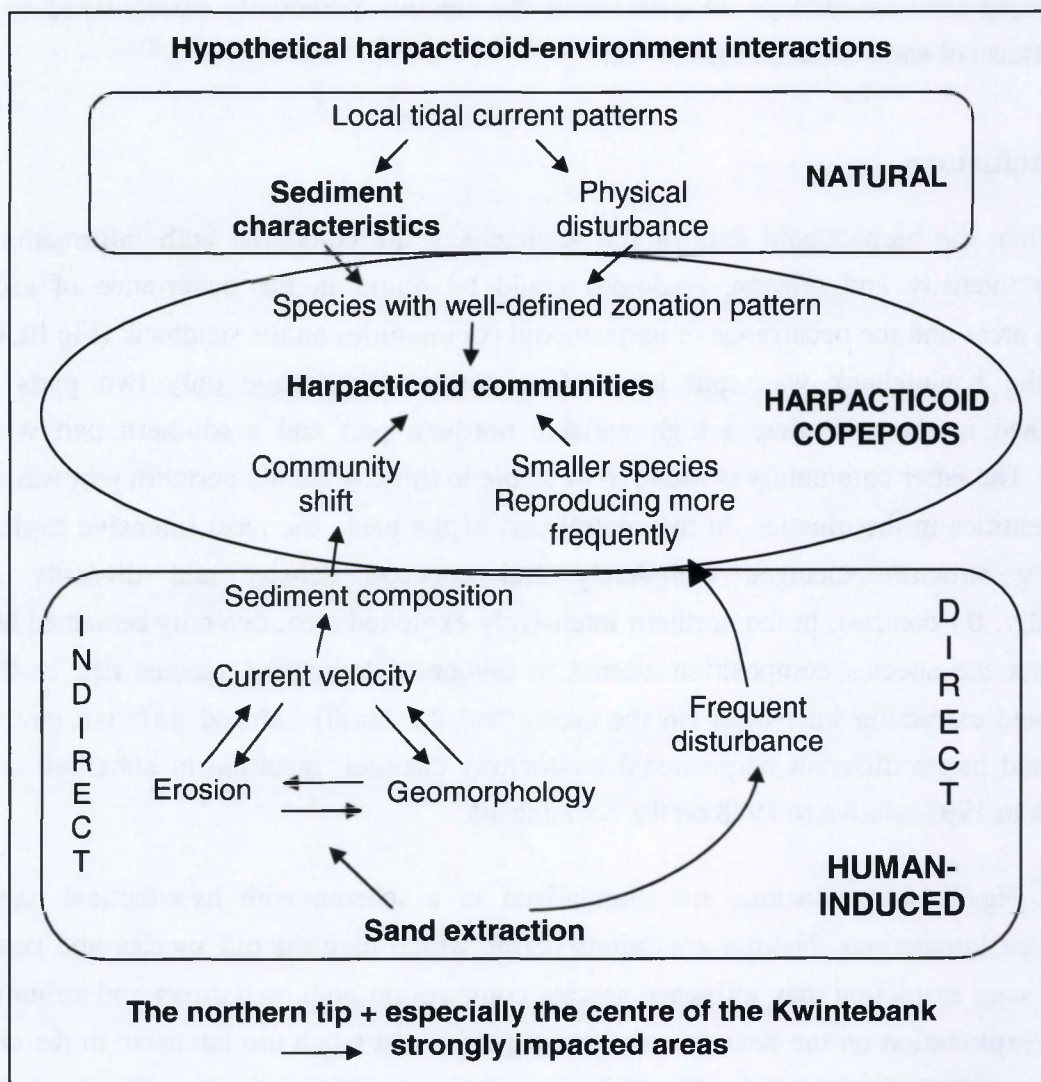 Hypothetical harpacticoid-environment interactions
Local tidal current patterns
Sediment
characteristics
Physical
disturbance
NATURAL
Species with well-defined zonation pattern
Harpacticoid communities
HARPACTICOID
COPEPODS
Community
shift
Smaller species
Reproducing more
frequently
INDIRECT
Sediment composition
Current velocity
Erosion
Geomorphology
Frequent
disturbance
DIRECT
HUMAN-
INDUCED
Sand extraction
The northern tip + especially the centre of the Kwintebank
strongly impacted areas